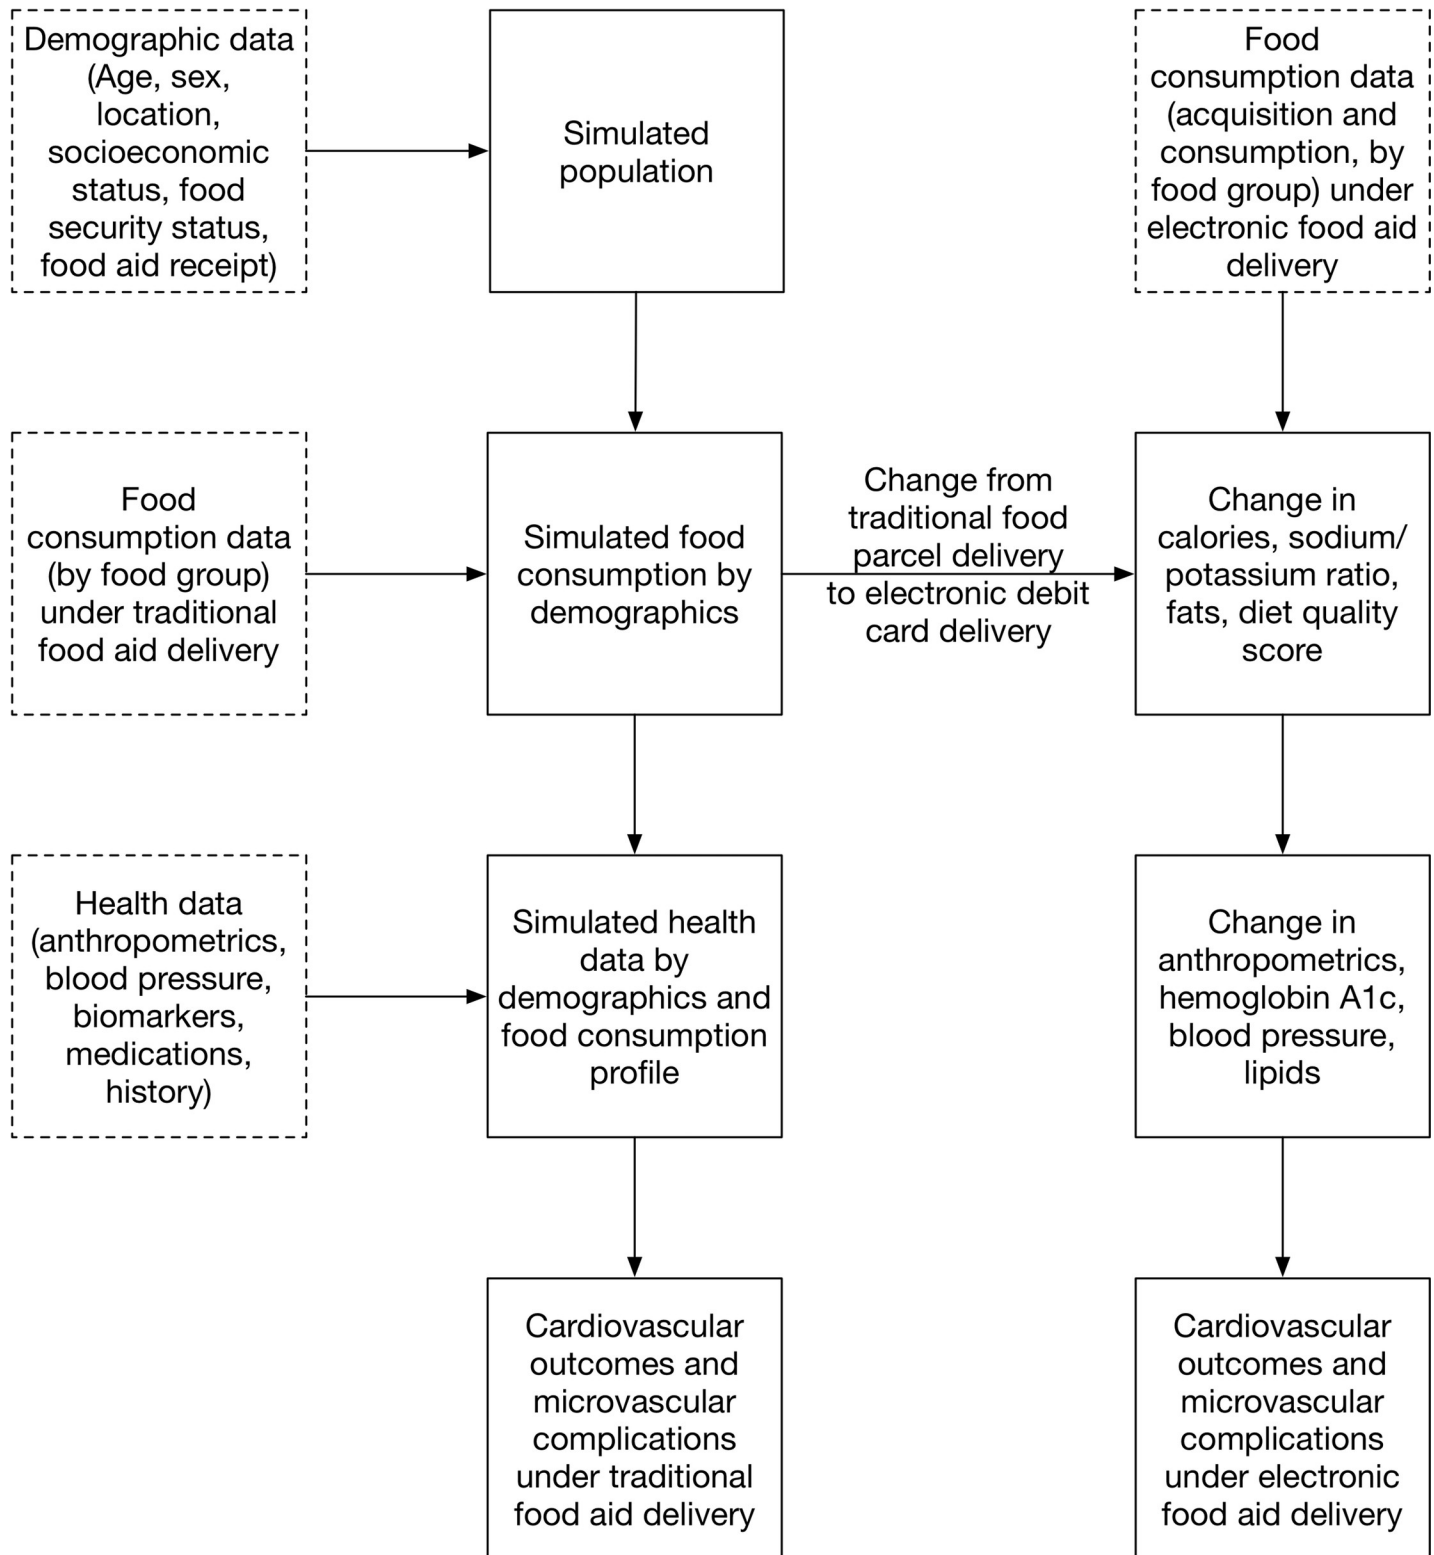 Demographic data
(Age, sex,
location,
socioeconomic
status, food
security status,
food aid receipt)
Simulated
population
Food
consumption data
(acquisition and
consumption, by
food group) under
electronic food aid
delivery
Food
consumption data
(by food group)
under traditional
food aid delivery
Simulated food
consumption by
demographics
Change from
traditional food
parcel delivery
to electronic debit
card delivery
Change in
calories, sodium/
potassium ratio,
fats, diet quality
score
Health data
(anthropometrics,
blood pressure,
biomarkers,
medications,
history)
Simulated health
data by
demographics and
food consumption
profile
Change in
anthropometrics,
hemoglobin A1c,
blood pressure,
lipids
Cardiovascular
outcomes and
microvascular
complications
under traditional
food aid delivery
Cardiovascular
outcomes and
microvascular
complications
under electronic
food aid delivery